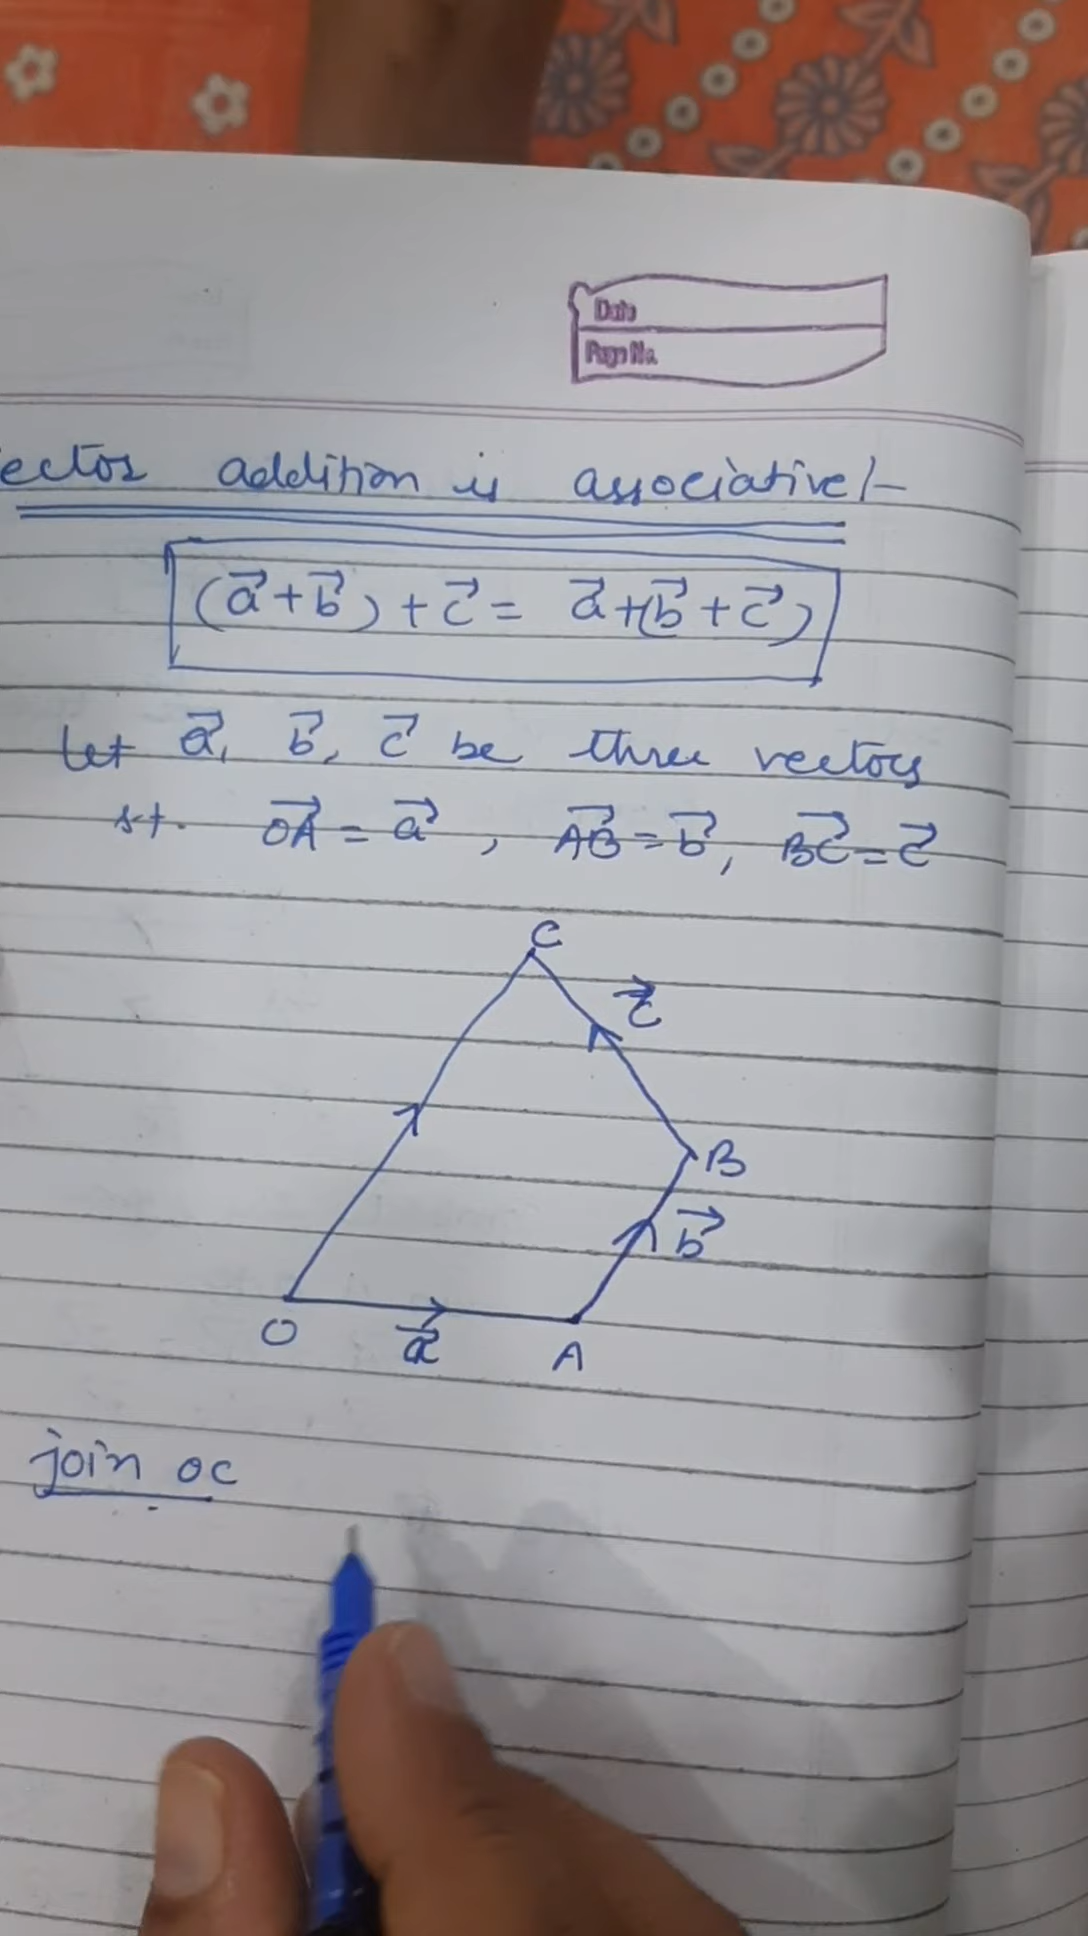 Date
Page No.
ector addition is associative/-
(a⃗+b⃗)+c⃗= a⃗+(b⃗+c⃗)
let a⃗, b⃗, c⃗ be three vectors
s.t. OA⃗ = a⃗, AB⃗ = b⃗, BC⃗ = c⃗
C
c⃗
B
b⃗
O a⃗ A
join OC